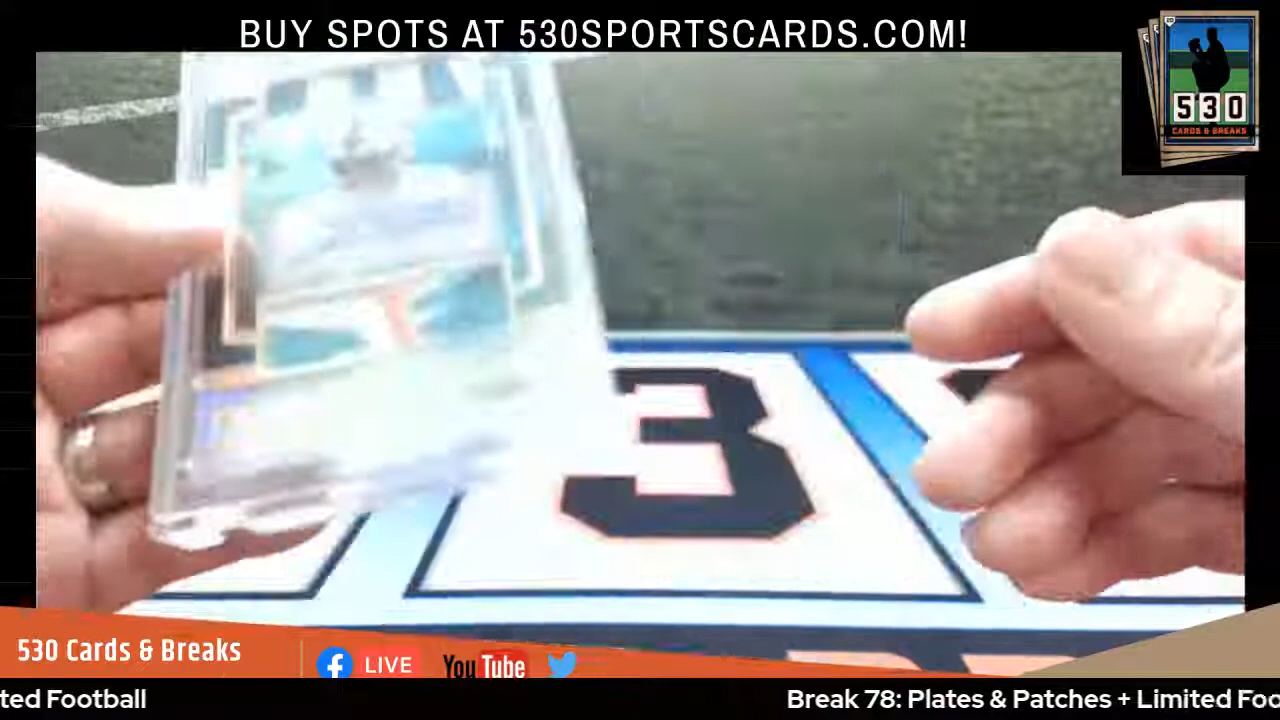 BUY SPOTS AT 530SPORTSCARDS.COM!
530
CARDS & BREAKS
3
530 Cards & Breaks
LIVE
YouTube
ted Football
Break 78: Plates & Patches + Limited Foo